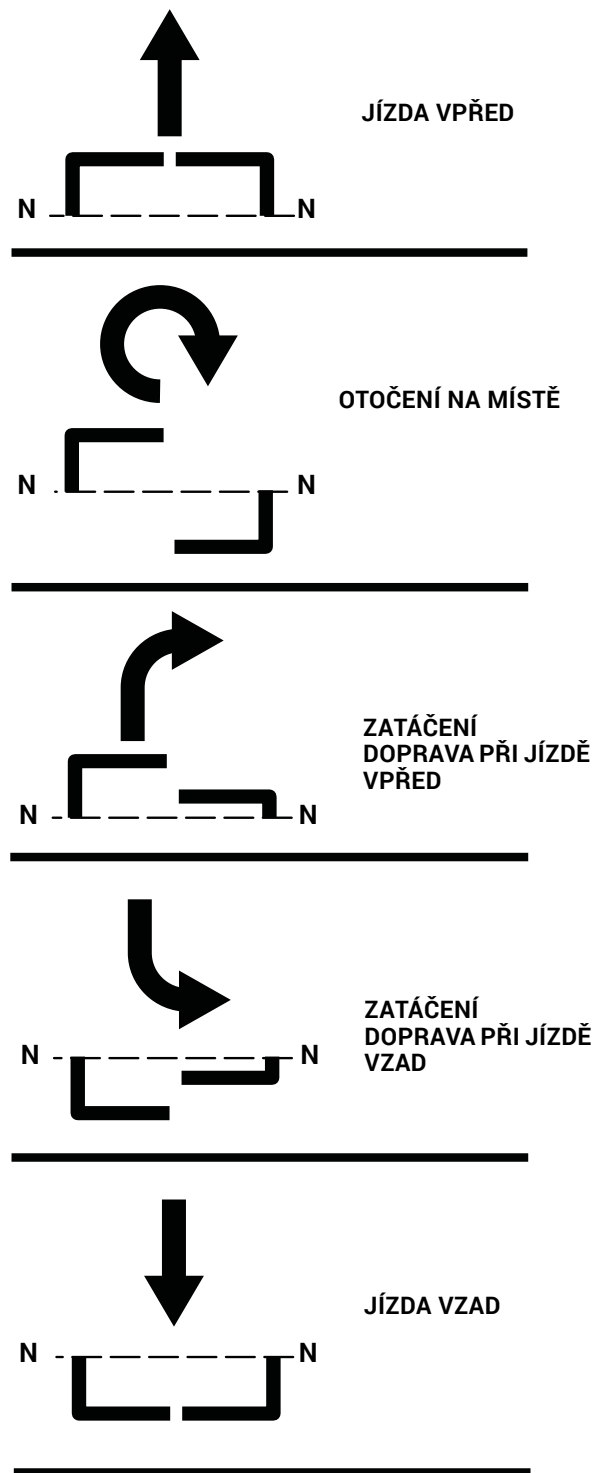 JÍZDA VPŘED
N N
OTOČENÍ NA MÍSTĚ
N N
ZATÁČENÍ
DOPRAVA PŘI JÍZDĚ
VPŘED
N N
ZATÁČENÍ
DOPRAVA PŘI JÍZDĚ
VZAD
N N
JÍZDA VZAD
N N